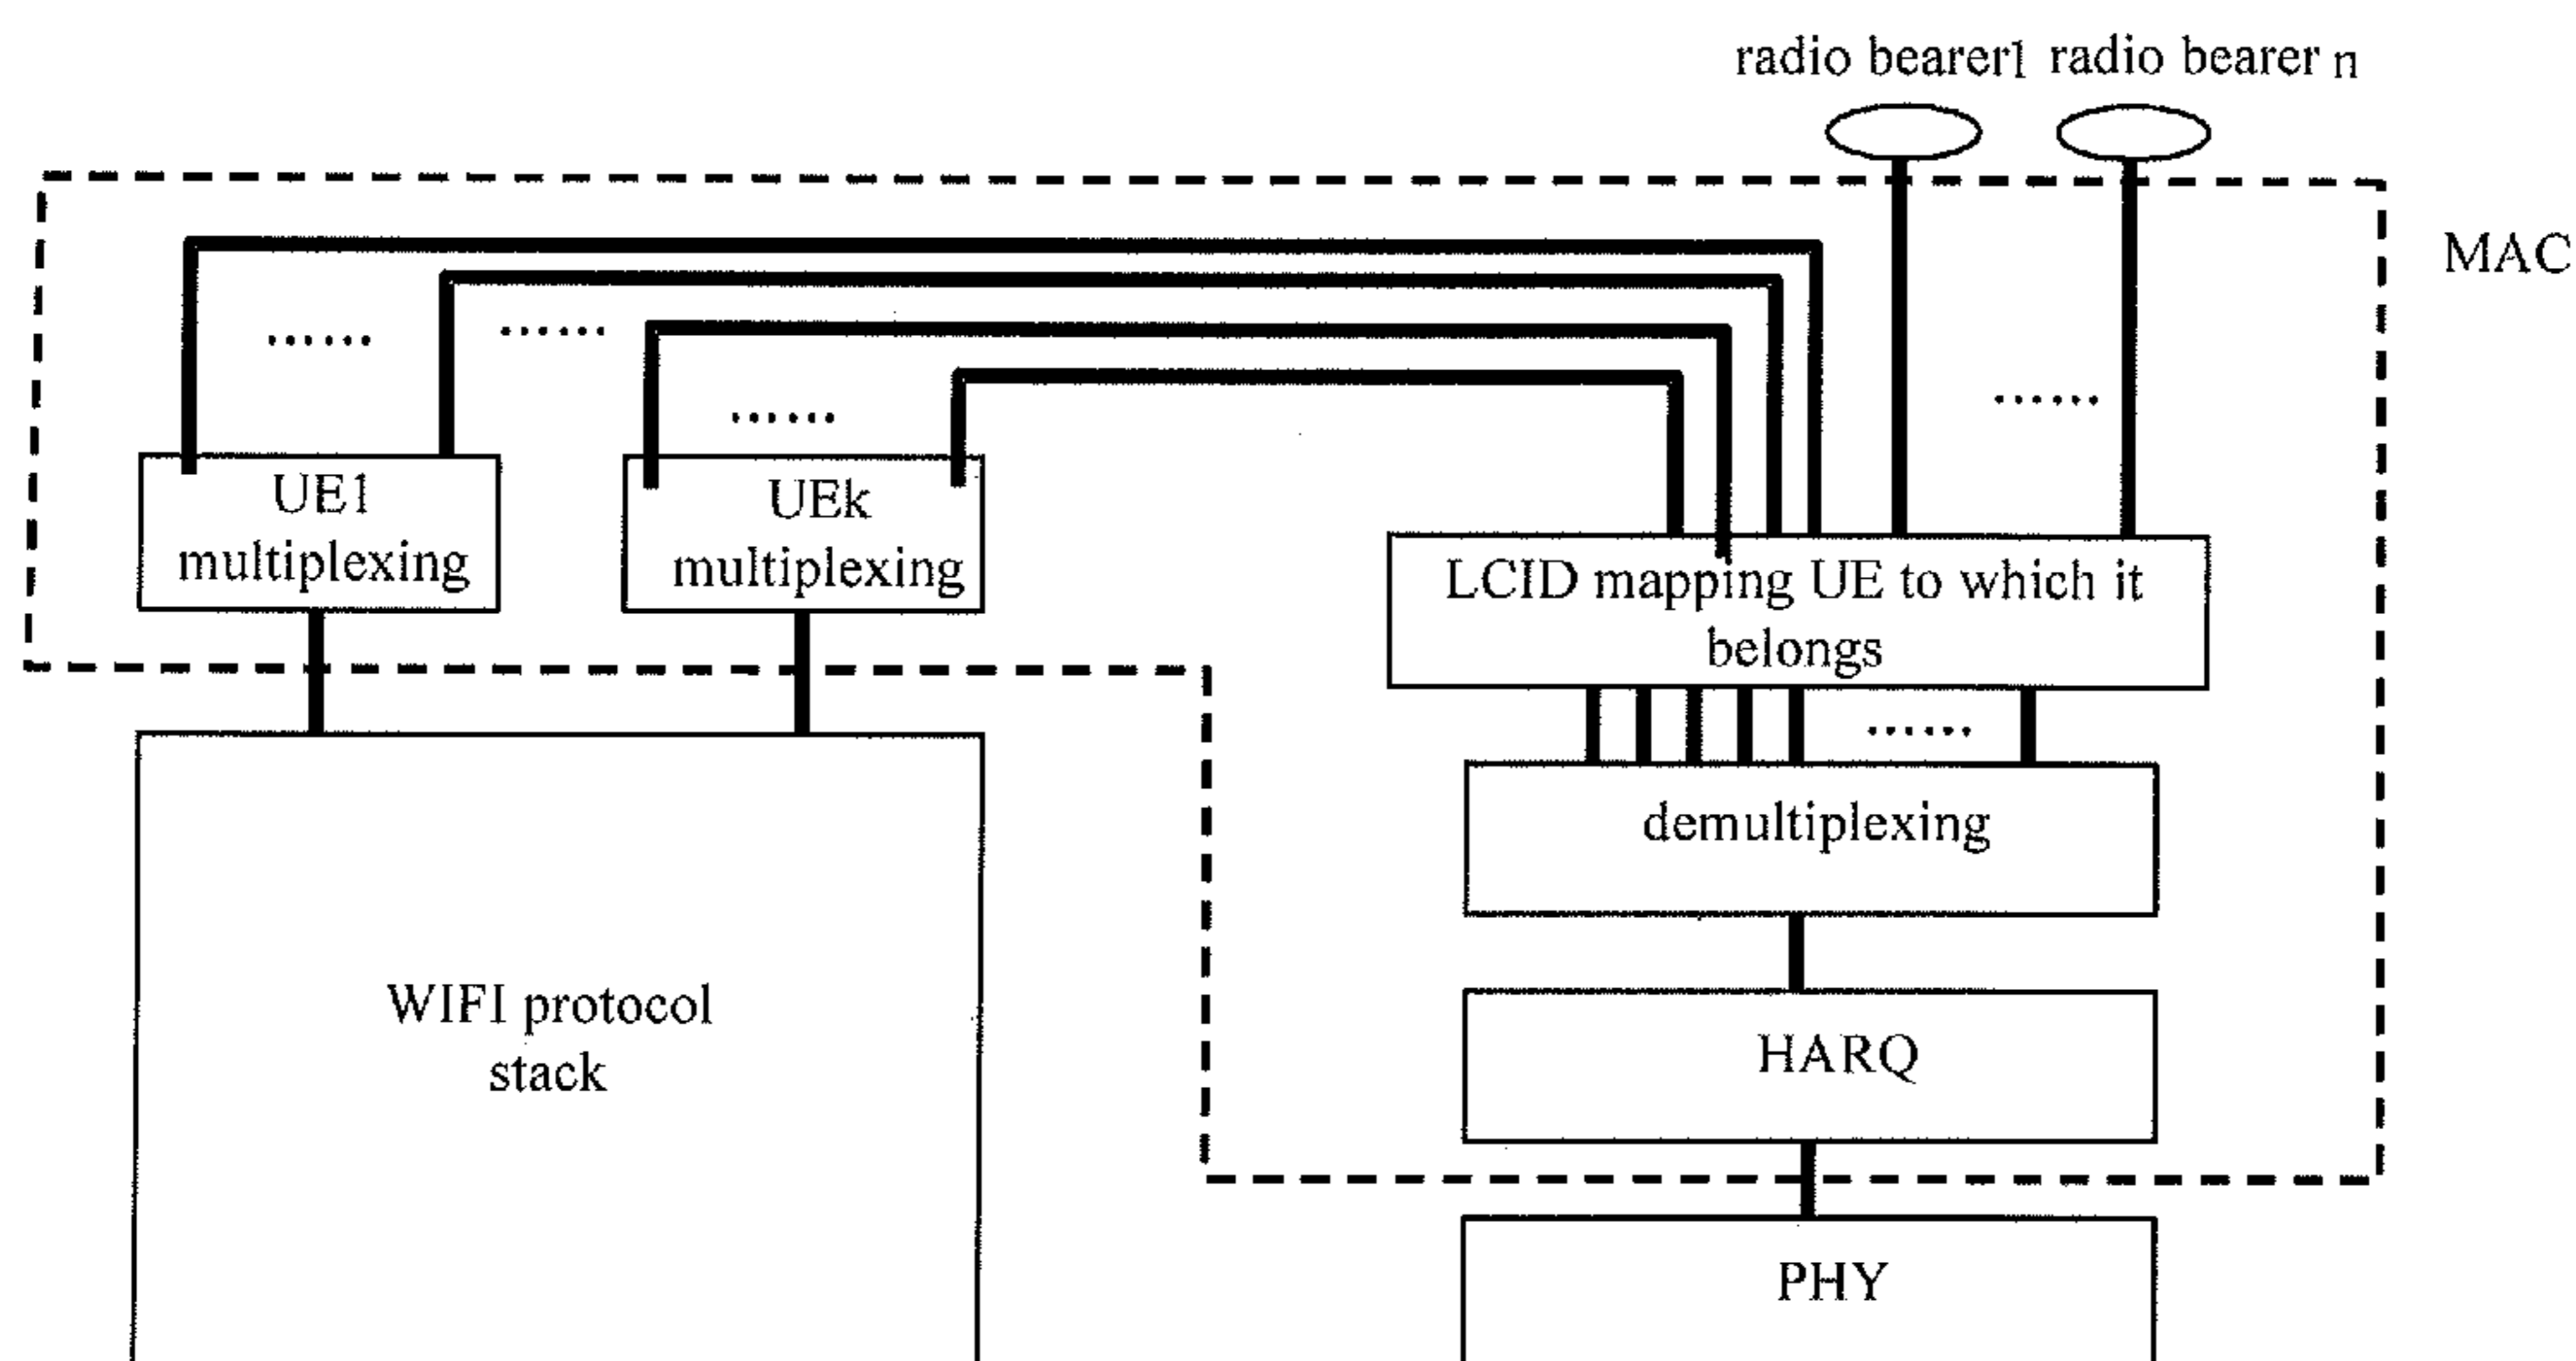 radio bearer1 radio bearer n
MAC
......
......
......
......
UE1
multiplexing
UEk
multiplexing
LCID mapping UE to which it
belongs
......
demultiplexing
WIFI protocol
stack
HARQ
PHY